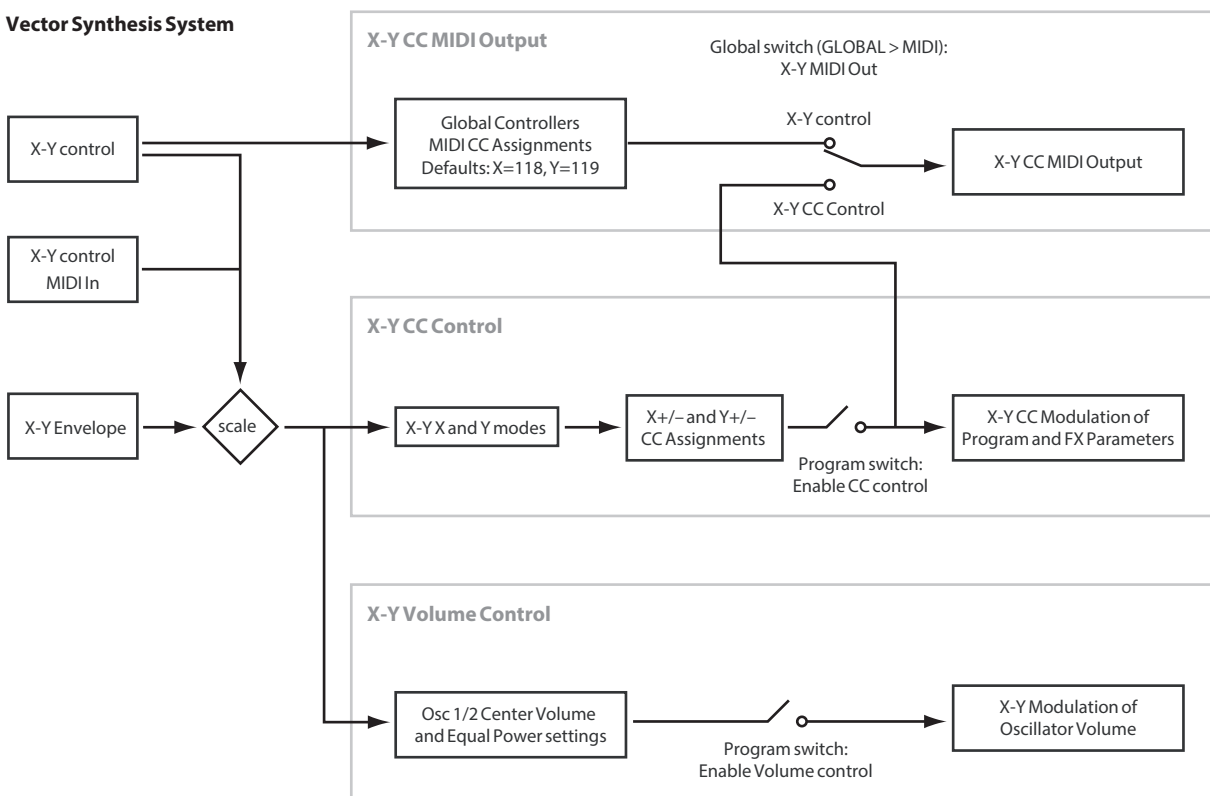 Vector Synthesis System
X-Y CC MIDI Output
Global switch (GLOBAL > MIDI):
X-Y MIDI Out
X-Y control
Global Controllers
MIDI CC Assignments
Defaults: X=118, Y=119
X-Y control
X-Y CC Control
X-Y CC MIDI Output
X-Y control
MIDI In
X-Y CC Control
X-Y Envelope
scale
X-Y X and Y modes
X+/– and Y+/–
CC Assignments
Program switch:
Enable CC control
X-Y CC Modulation of
Program and FX Parameters
X-Y Volume Control
Osc 1/2 Center Volume
and Equal Power settings
Program switch:
Enable Volume control
X-Y Modulation of
Oscillator Volume